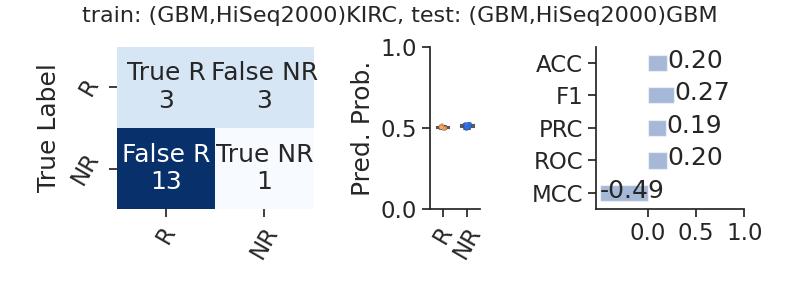 train: (GBM,HiSeq2000)KIRC, test: (GBM,HiSeq2000)GBM
True Label
R
NR
True R
3
False NR
3
False R
13
True NR
1
R
NR
Pred. Prob.
1.0
0.5
0.0
R
NR
ACC
F1
PRC
ROC
MCC
0.20
0.27
0.19
0.20
-0.49
0.0
0.5
1.0